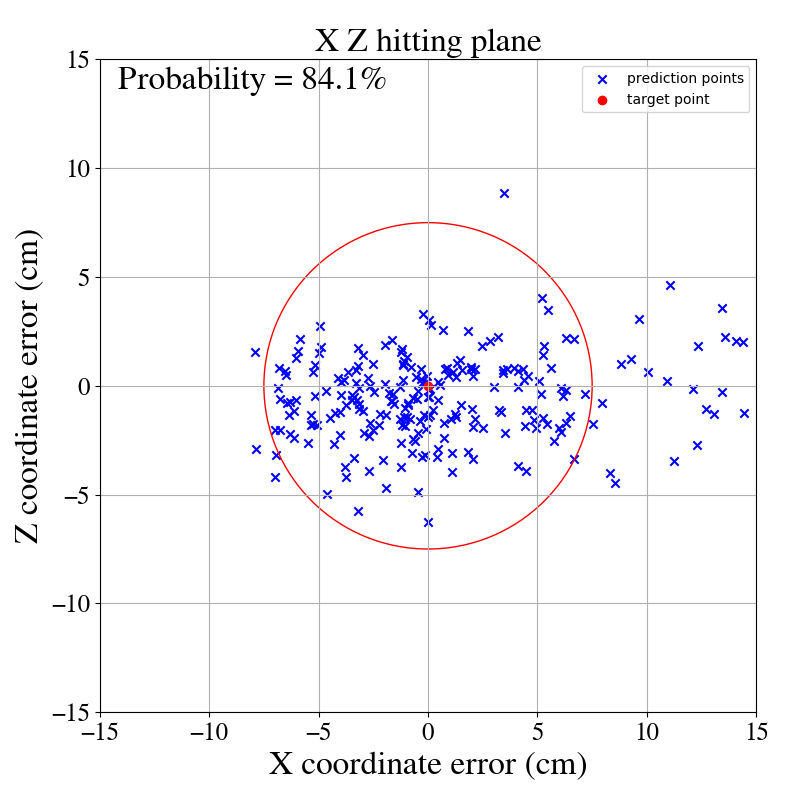 X Z hitting plane
Probability = 84.1%
prediction points
target point
15
10
5
0
−5
−10
−15
−15
−10
−5
0
5
10
15
Z coordinate error (cm)
X coordinate error (cm)